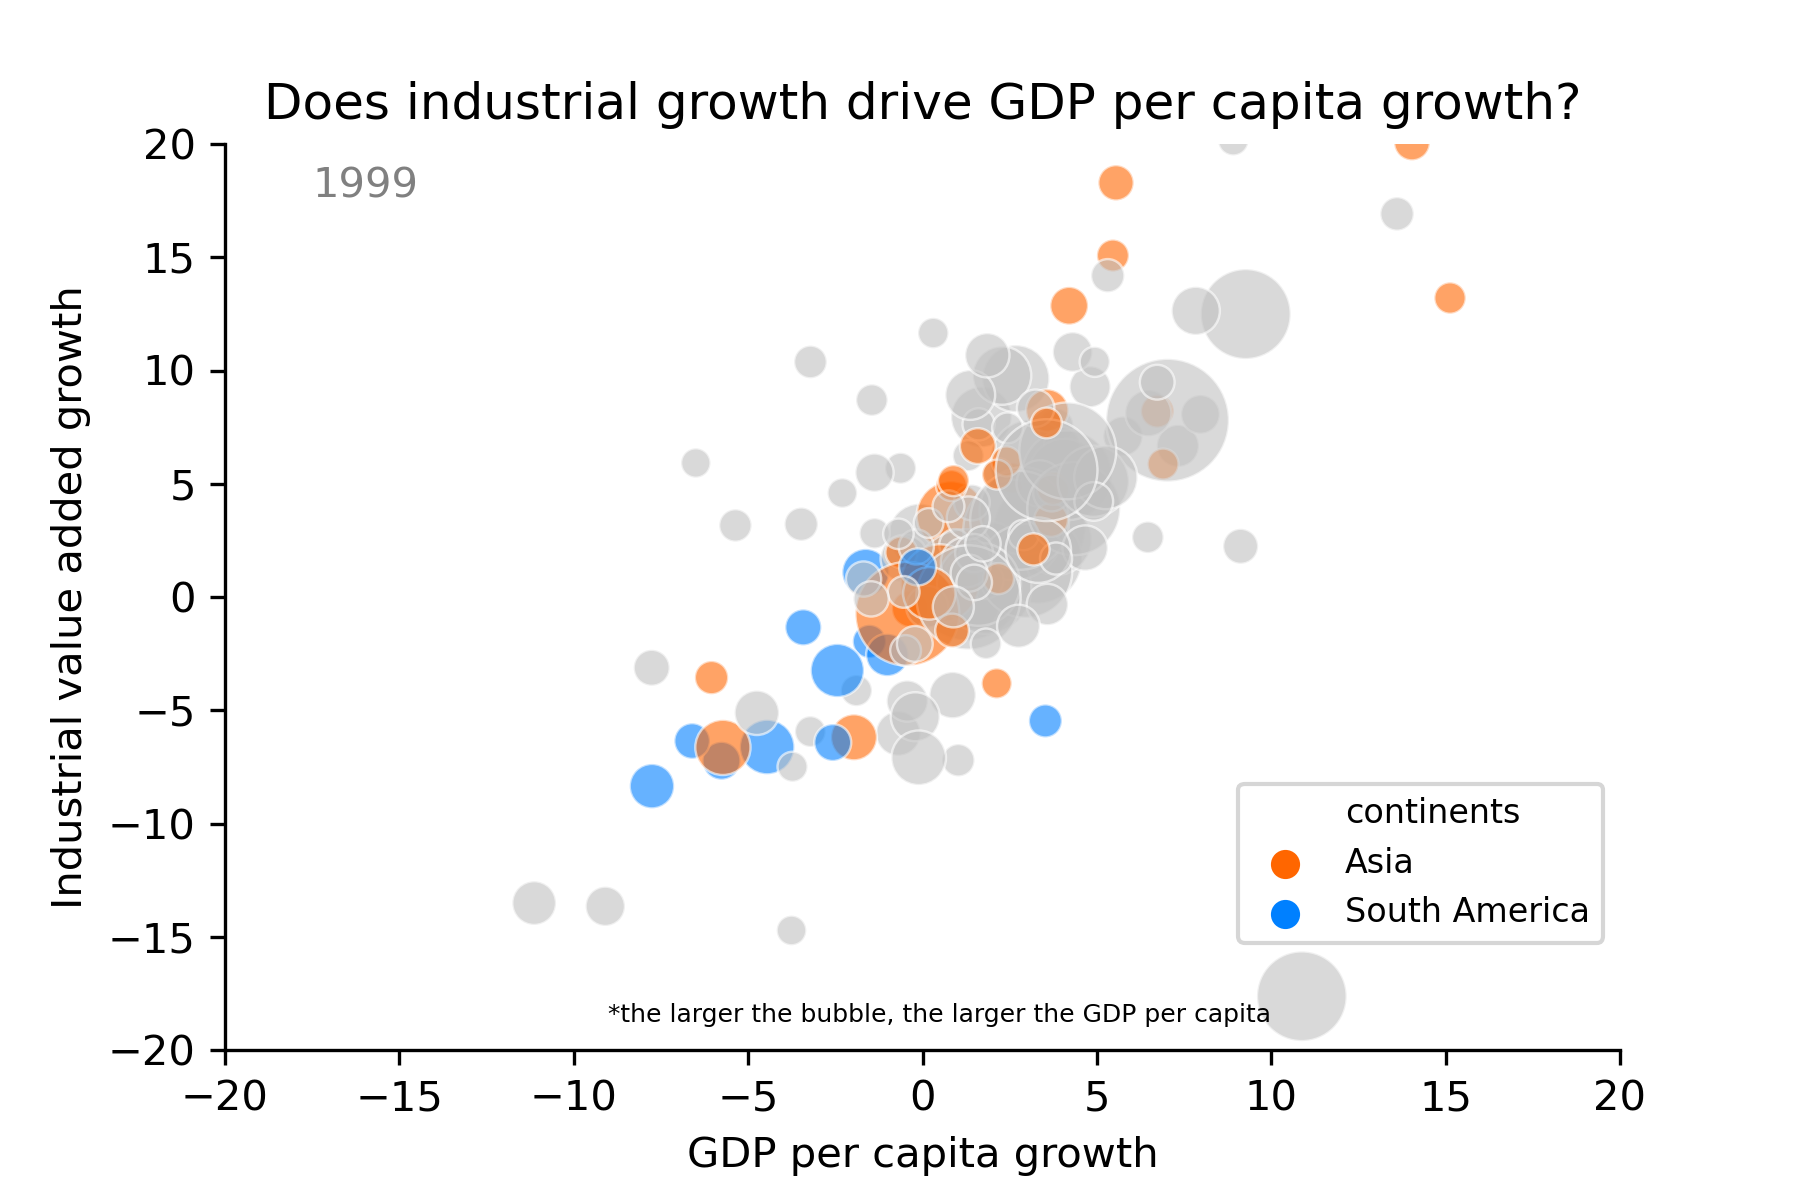 Does industrial growth drive GDP per capita growth?
1999
Industrial value added growth
20
15
10
5
0
−5
−10
−15
−20
continents
Asia
South America
*the larger the bubble, the larger the GDP per capita
−20 −15 −10 −5 0 5 10 15 20
GDP per capita growth